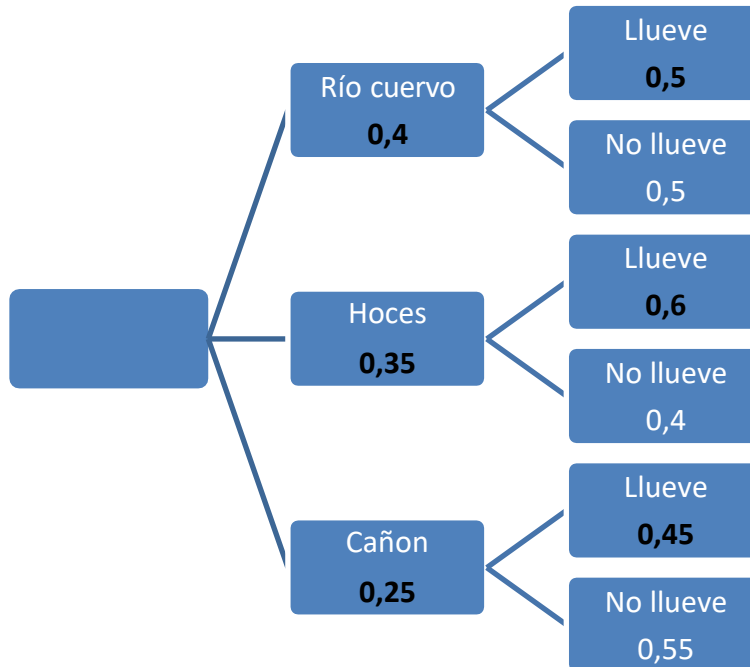 Llueve
0,5
Río cuervo
0,4
No llueve
0,5
Llueve
0,6
Hoces
0,35
No llueve
0,4
Llueve
0,45
Cañon
0,25
No llueve
0,55